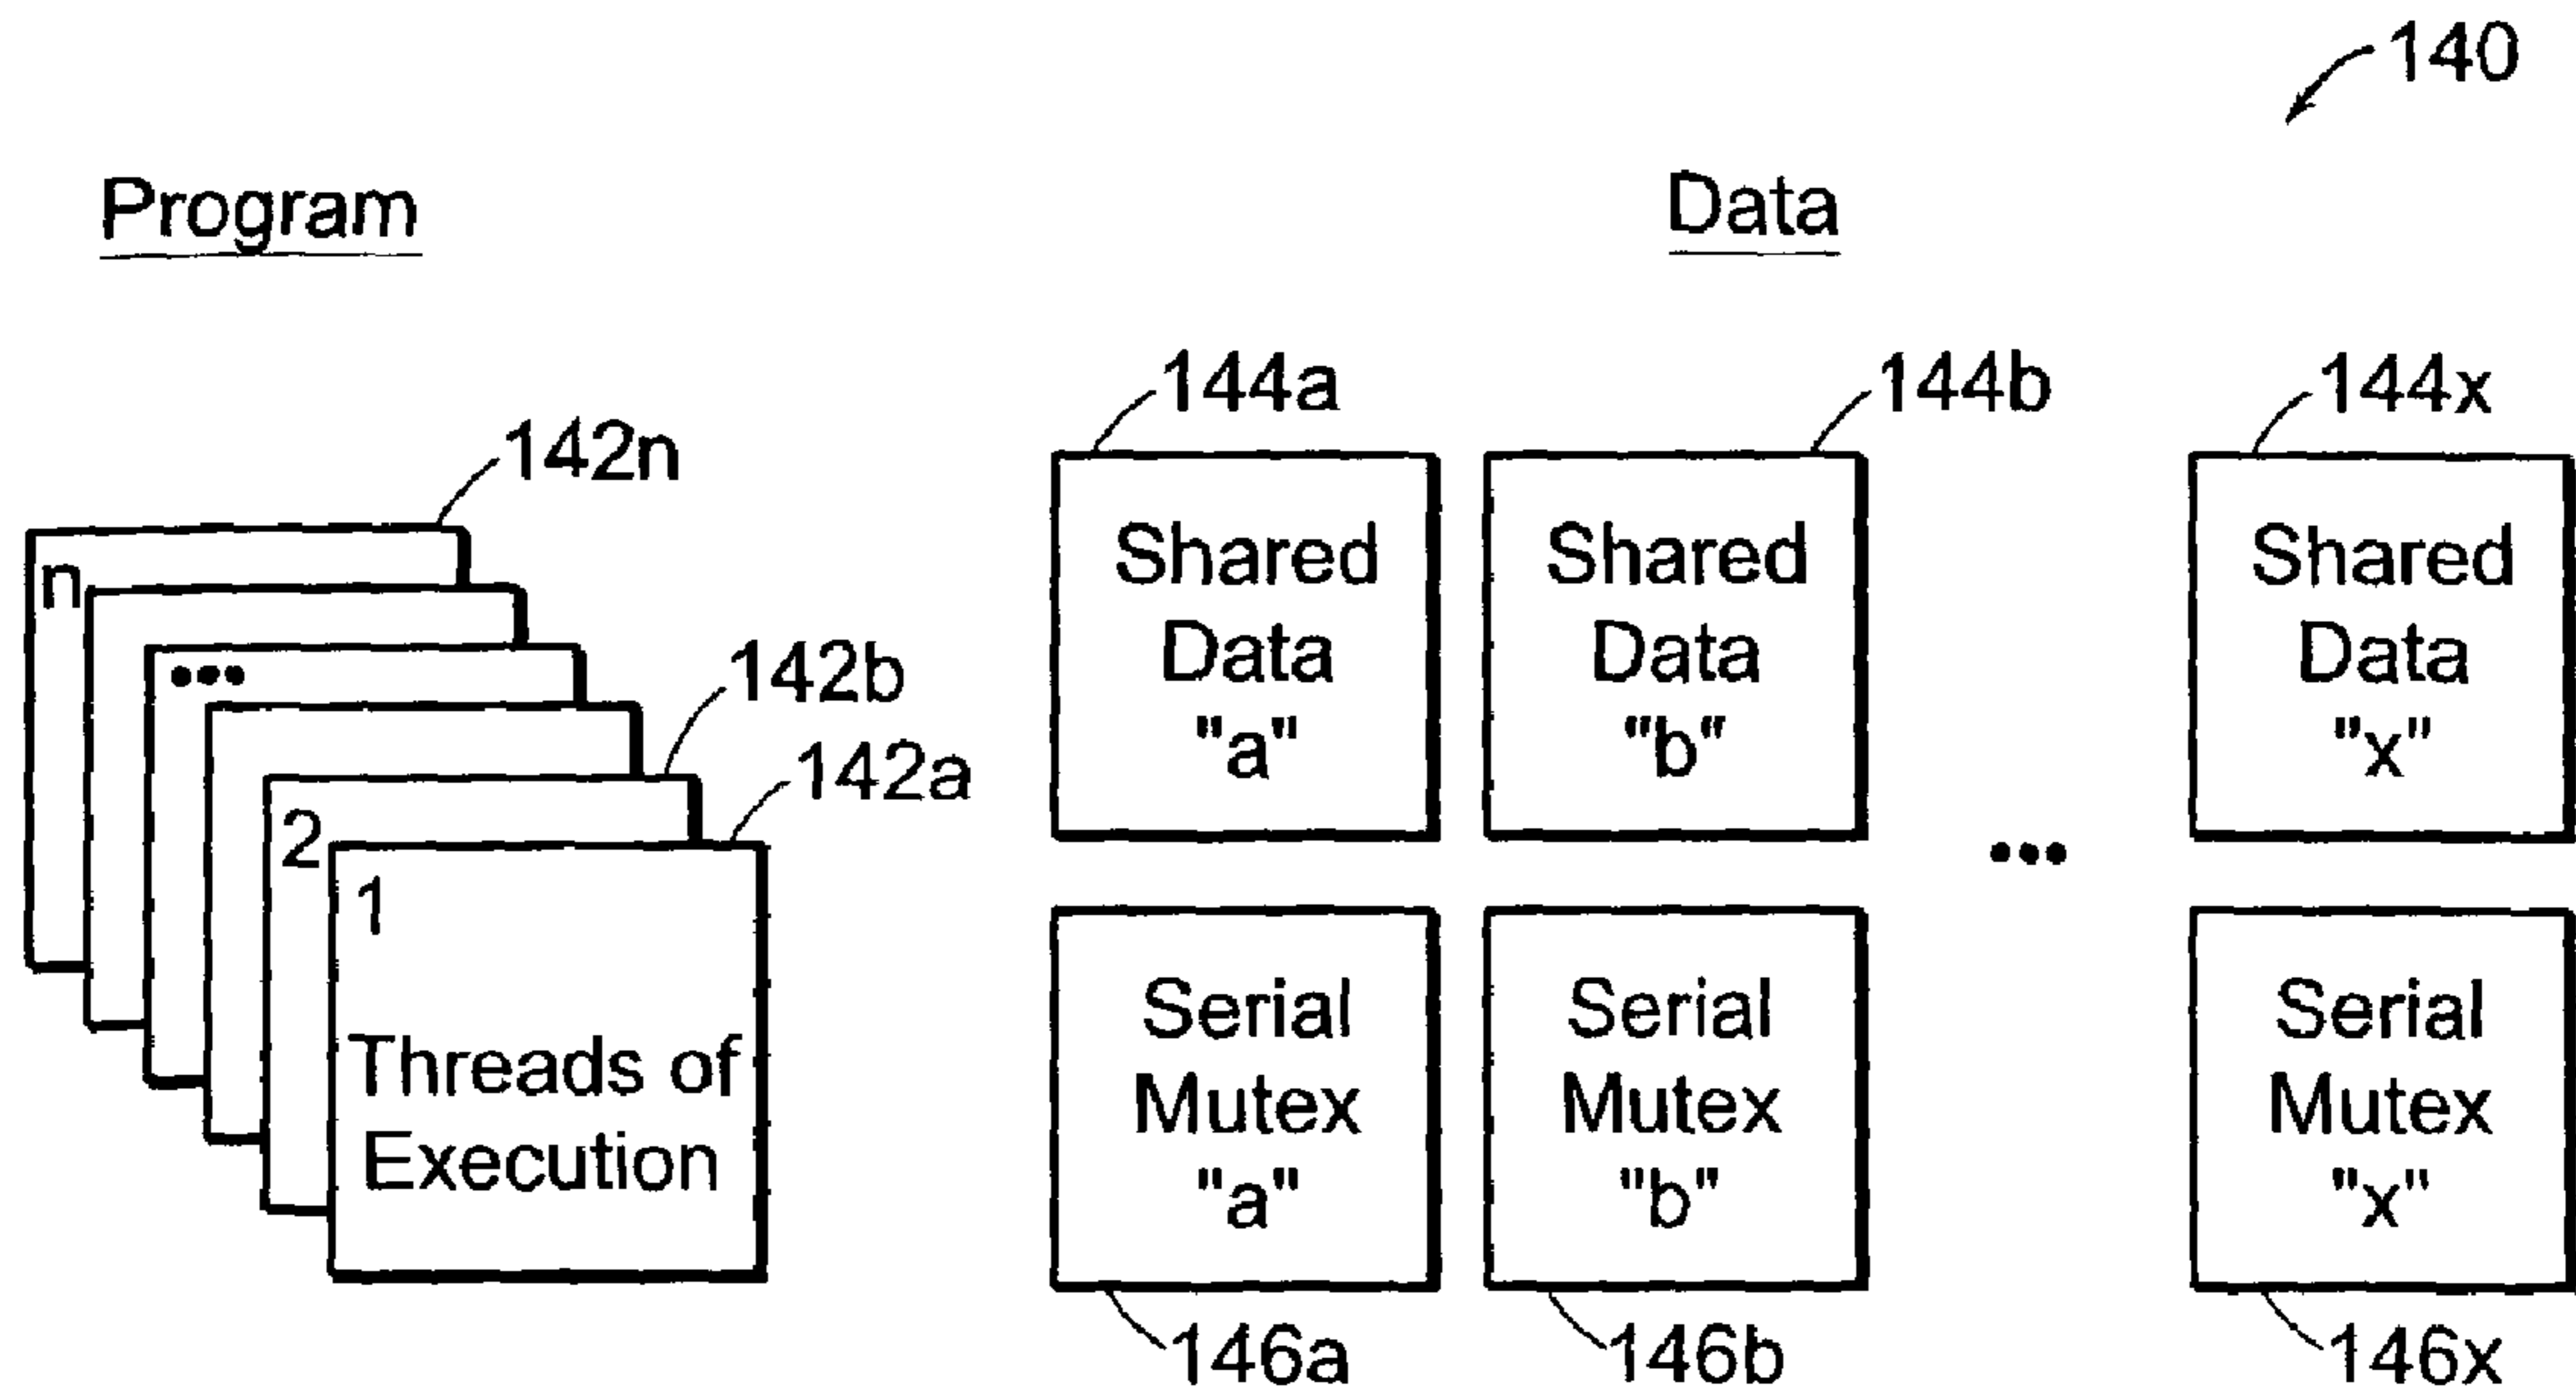 140
Program
Data
142n
n
...
142b
2
142a
1
Threads of
Execution
144a
Shared
Data
"a"
144b
Shared
Data
"b"
...
144x
Shared
Data
"x"
Serial
Mutex
"a"
146a
Serial
Mutex
"b"
146b
Serial
Mutex
"x"
146x